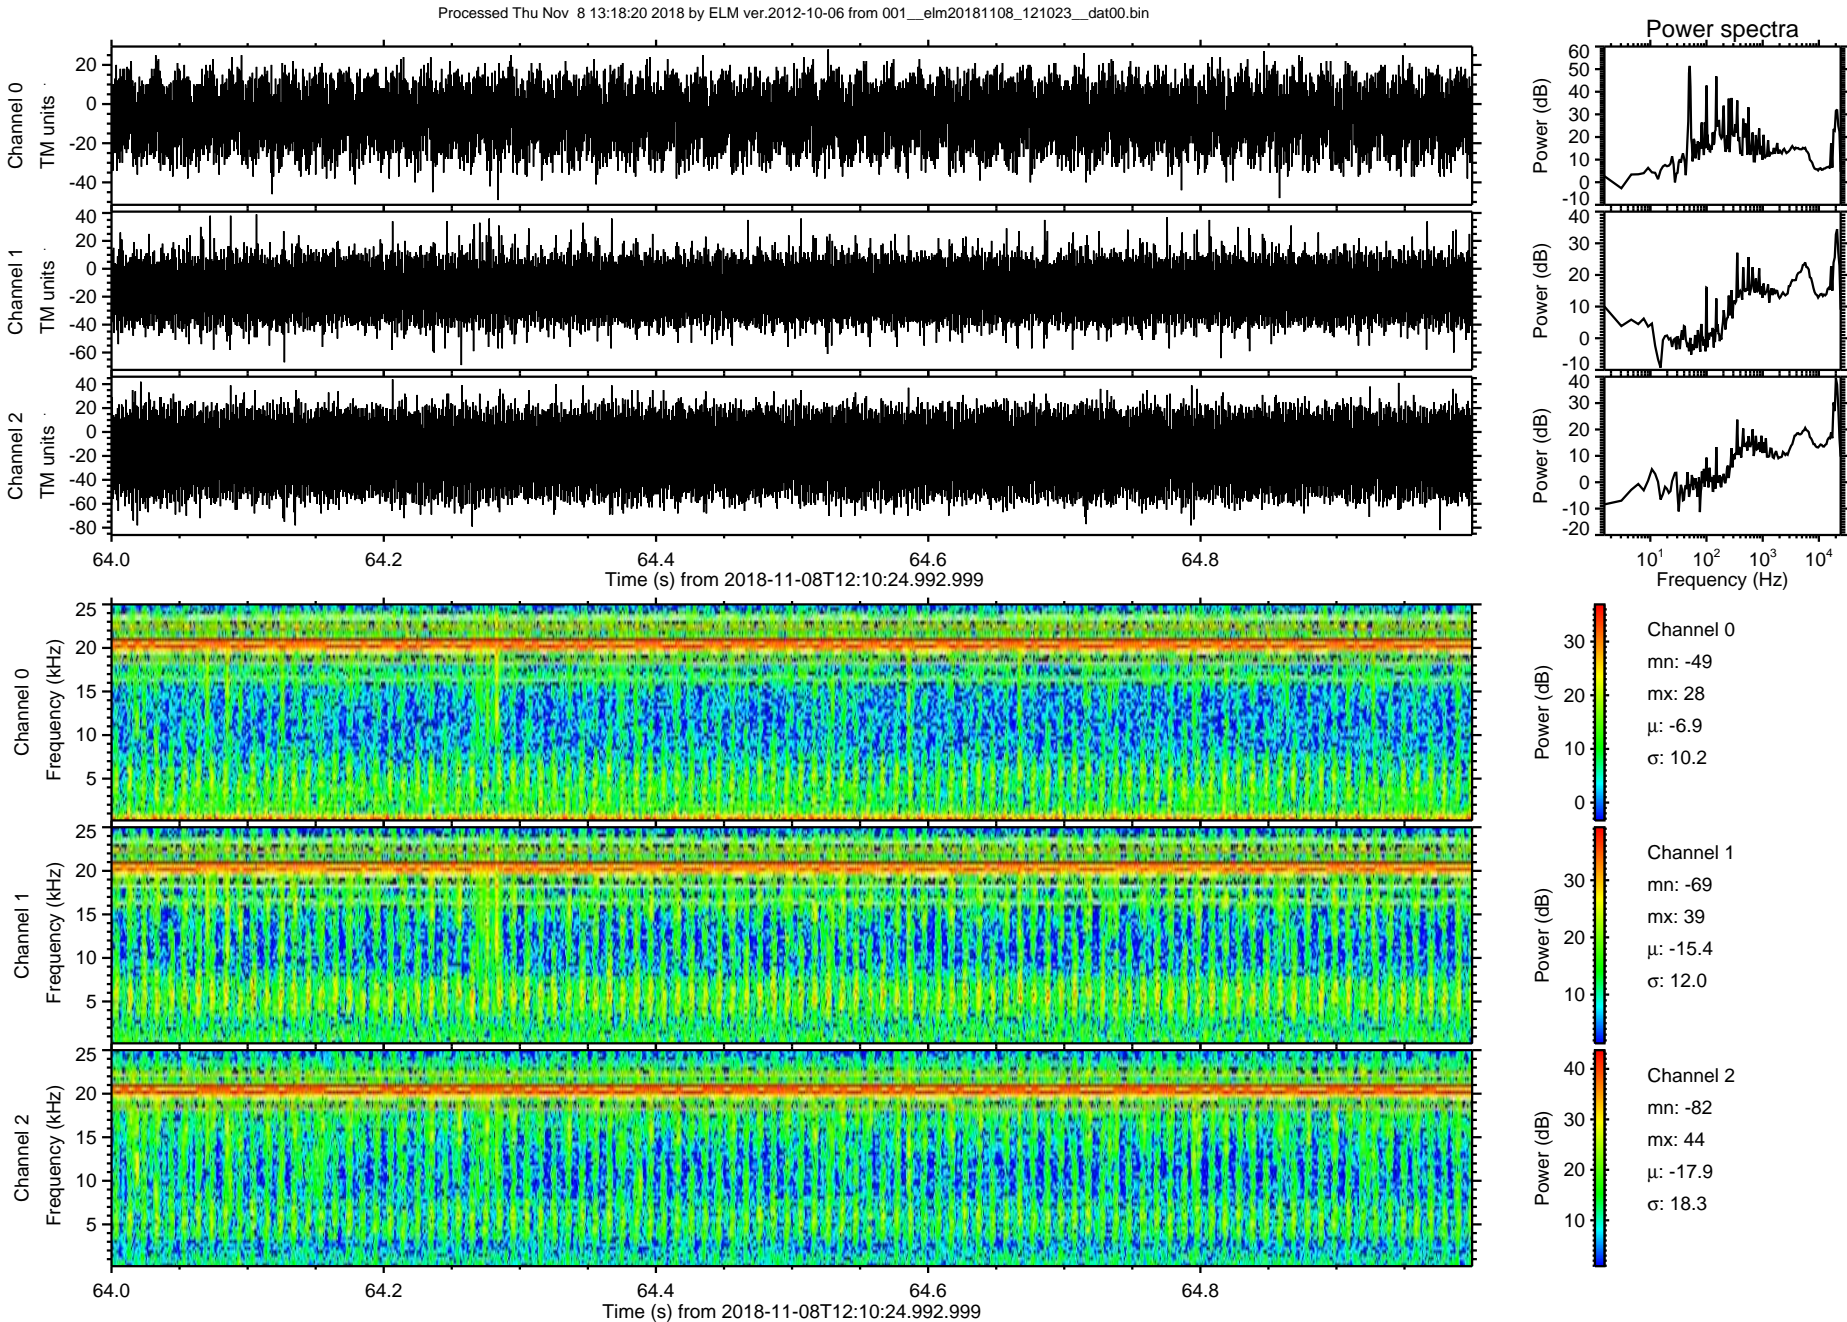 Processed Thu Nov  8 13:18:20 2018 by ELM ver.2012-10-06 from 001__elm20181108_121023__dat00.bin
Power spectra
Channel 0
TM units
20
0
-20
-40
Power (dB)
60
50
40
30
20
10
0
-10
Channel 1
TM units
40
20
0
-20
-40
-60
Power (dB)
40
30
20
10
0
-10
Channel 2
TM units
40
20
0
-20
-40
-60
-80
Power (dB)
40
30
20
10
0
-10
-20
64.0 64.2 64.4 64.6 64.8
Time (s) from 2018-11-08T12:10:24.992.999
10¹ 10² 10³ 10⁴
Frequency (Hz)
Channel 0
Frequency (kHz)
25
20
15
10
5
Power (dB)
30
20
10
0
Channel 0
mn: -49
mx: 28
μ: -6.9
σ: 10.2
Channel 1
Frequency (kHz)
25
20
15
10
5
Power (dB)
30
20
10
Channel 1
mn: -69
mx: 39
μ: -15.4
σ: 12.0
Channel 2
Frequency (kHz)
25
20
15
10
5
Power (dB)
40
30
20
10
Channel 2
mn: -82
mx: 44
μ: -17.9
σ: 18.3
64.0 64.2 64.4 64.6 64.8
Time (s) from 2018-11-08T12:10:24.992.999